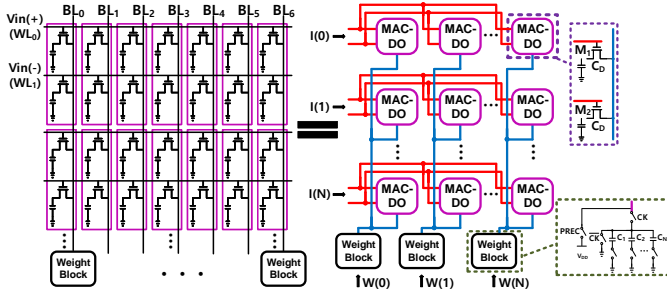 BL0 BL1 BL2 BL3 BL4 BL5 BL6
Vin(+)
(WL0)
Vin(-)
(WL1)
Weight
Block
Weight
Block
I(0)
MAC-
DO
MAC-
DO
MAC-
DO
I(1)
MAC-
DO
MAC-
DO
MAC-
DO
I(N)
MAC-
DO
MAC-
DO
MAC-
DO
Weight
Block
Weight
Block
Weight
Block
W(0) W(1) W(N)
M1
CD
M2
CD
CK
PREC
CK C1 C2 CN
VDD